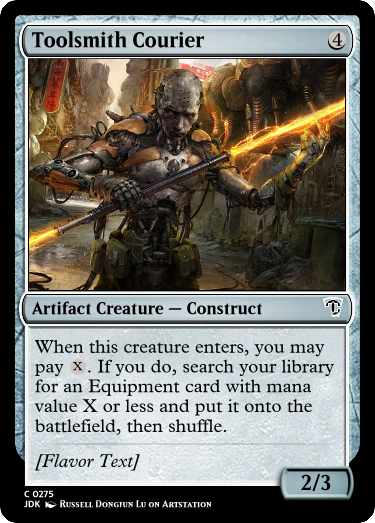 Toolsmith Courier 4
Artifact Creature — Construct
When this creature enters, you may
pay X. If you do, search your library
for an Equipment card with mana
value X or less and put it onto the
battlefield, then shuffle.
[Flavor Text]
2/3
C 0275
JDK Russell Dongjun Lu on Artstation